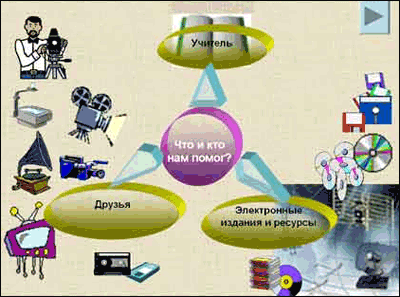 Учитель
Что и кто
нам помог?
Друзья
Электронные
издания и ресурсы